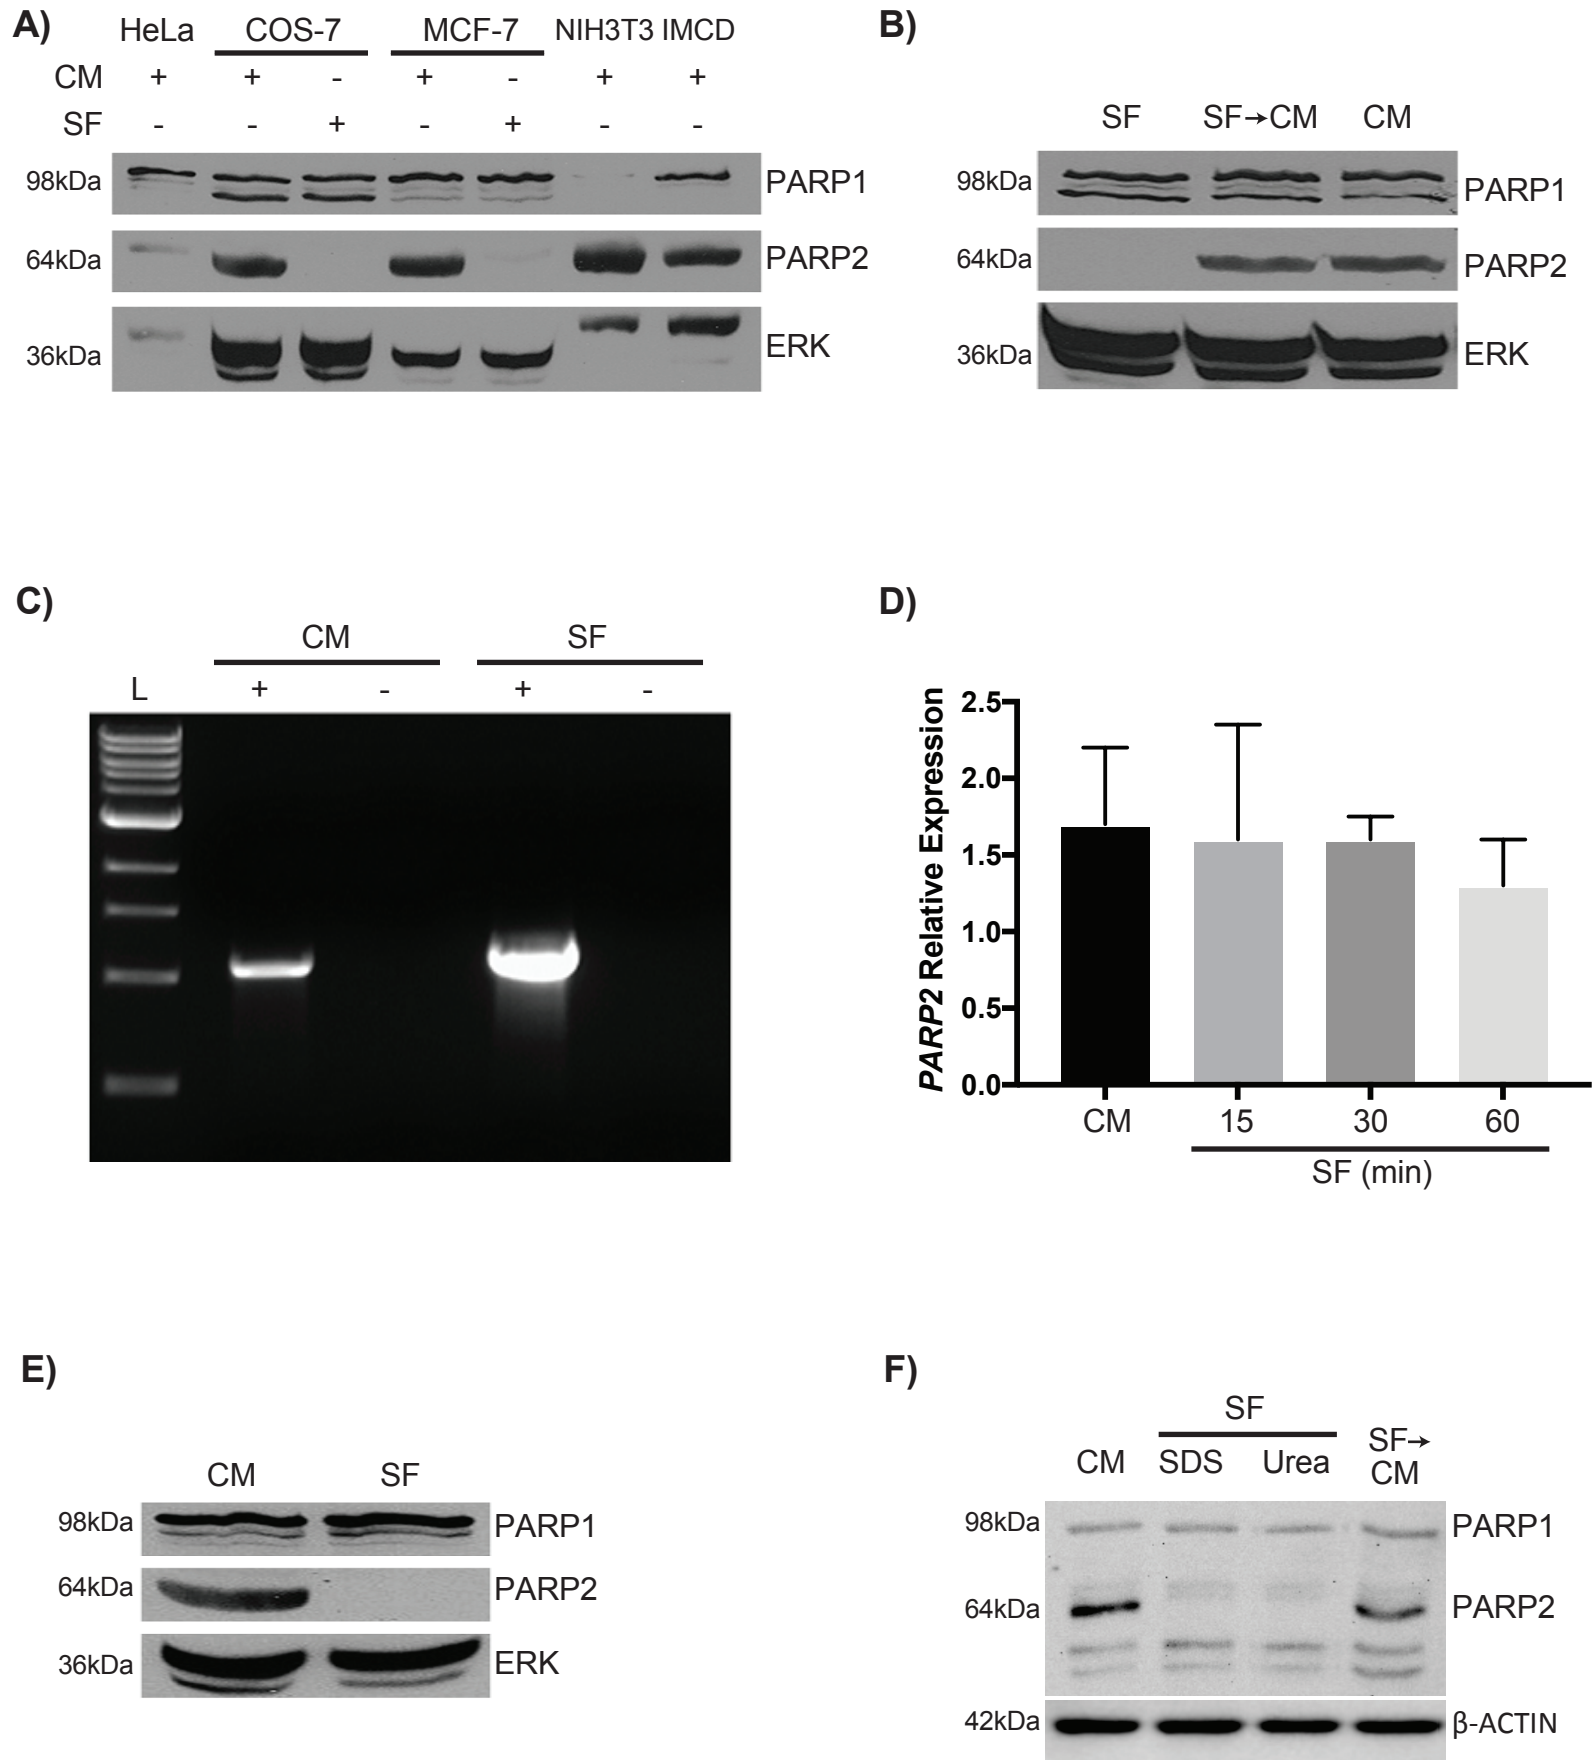 A)
HeLa COS-7 MCF-7 NIH3T3 IMCD
CM + + - + - + +
SF - - + - + - -
98kDa PARP1
64kDa PARP2
36kDa ERK
B)
SF SF→CM CM
98kDa PARP1
64kDa PARP2
36kDa ERK
C)
CM SF
L + - + -
D)
PARP2 Relative Expression
2.5
2.0
1.5
1.0
0.5
0.0
CM 15 30 60
SF (min)
E)
CM SF
98kDa PARP1
64kDa PARP2
36kDa ERK
F)
SF
CM SDS Urea SF→
CM
98kDa PARP1
64kDa PARP2
42kDa β-ACTIN